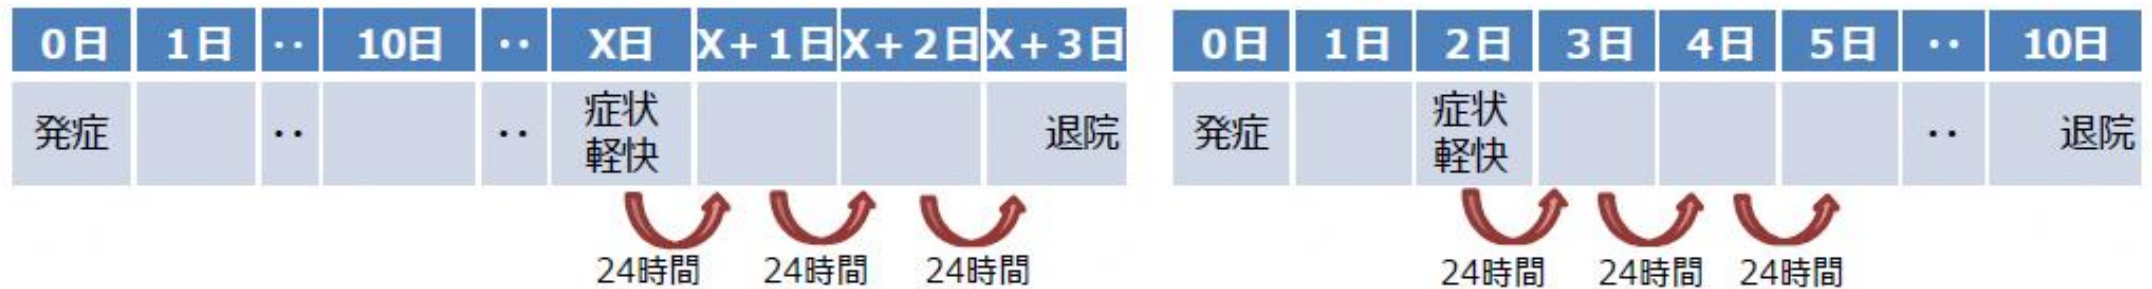 0日 1日 ‥ 10日 ‥ X日 X+1日 X+2日 X+3日
発症 ‥ ‥ 症状 退院
軽快
24時間 24時間 24時間
0日 1日 2日 3日 4日 5日 ‥ 10日
発症 症状 ‥ 退院
軽快
24時間 24時間 24時間